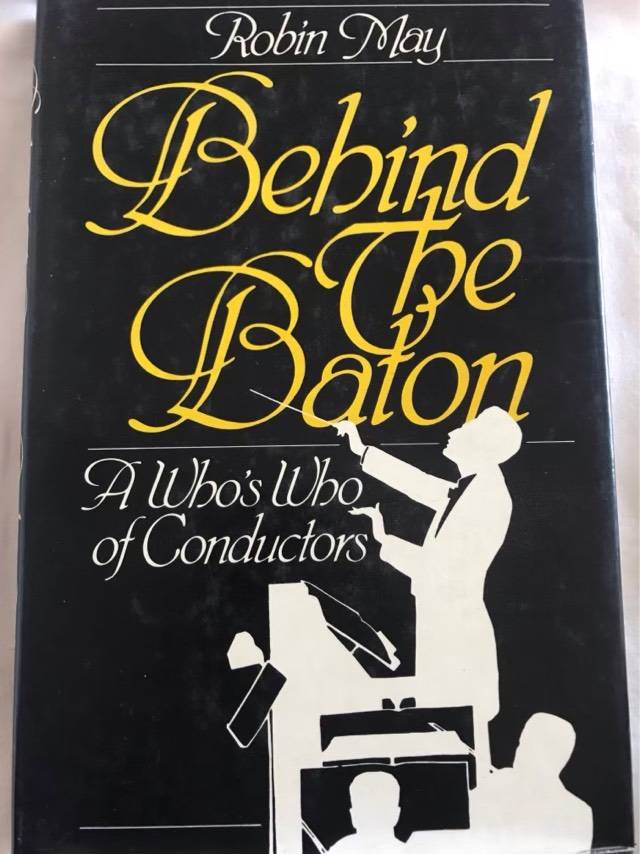 Robin May
Behind
The
Baton
A Who's Who
of Conductors